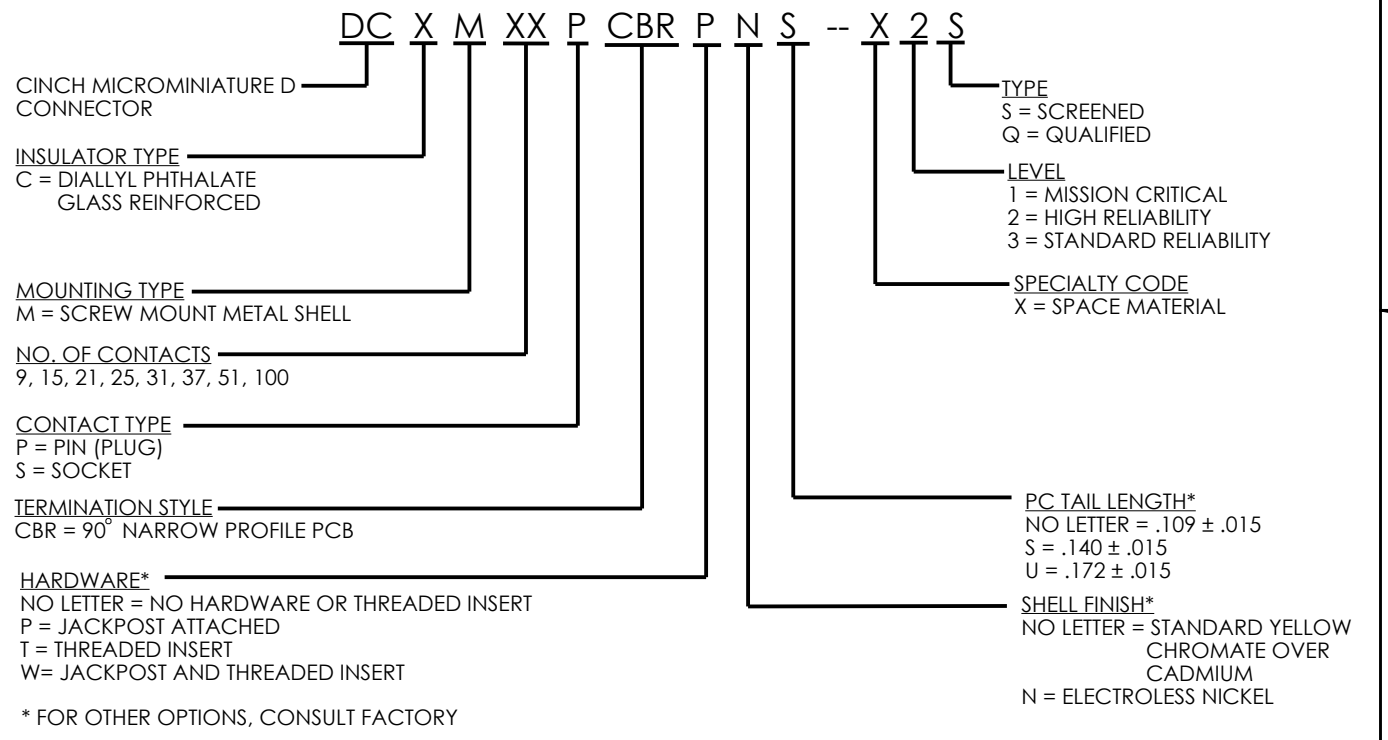 DC X M XX P CBR P N S -- X 2 S
CINCH MICROMINIATURE D
CONNECTOR
INSULATOR TYPE
C = DIALLYL PHTHALATE
GLASS REINFORCED
MOUNTING TYPE
M = SCREW MOUNT METAL SHELL
NO. OF CONTACTS
9, 15, 21, 25, 31, 37, 51, 100
CONTACT TYPE
P = PIN (PLUG)
S = SOCKET
TERMINATION STYLE
CBR = 90° NARROW PROFILE PCB
HARDWARE*
NO LETTER = NO HARDWARE OR THREADED INSERT
P = JACKPOST ATTACHED
T = THREADED INSERT
W= JACKPOST AND THREADED INSERT
* FOR OTHER OPTIONS, CONSULT FACTORY
TYPE
S = SCREENED
Q = QUALIFIED
LEVEL
1 = MISSION CRITICAL
2 = HIGH RELIABILITY
3 = STANDARD RELIABILITY
SPECIALTY CODE
X = SPACE MATERIAL
PC TAIL LENGTH*
NO LETTER = .109 ± .015
S = .140 ± .015
U = .172 ± .015
SHELL FINISH*
NO LETTER = STANDARD YELLOW
CHROMATE OVER
CADMIUM
N = ELECTROLESS NICKEL